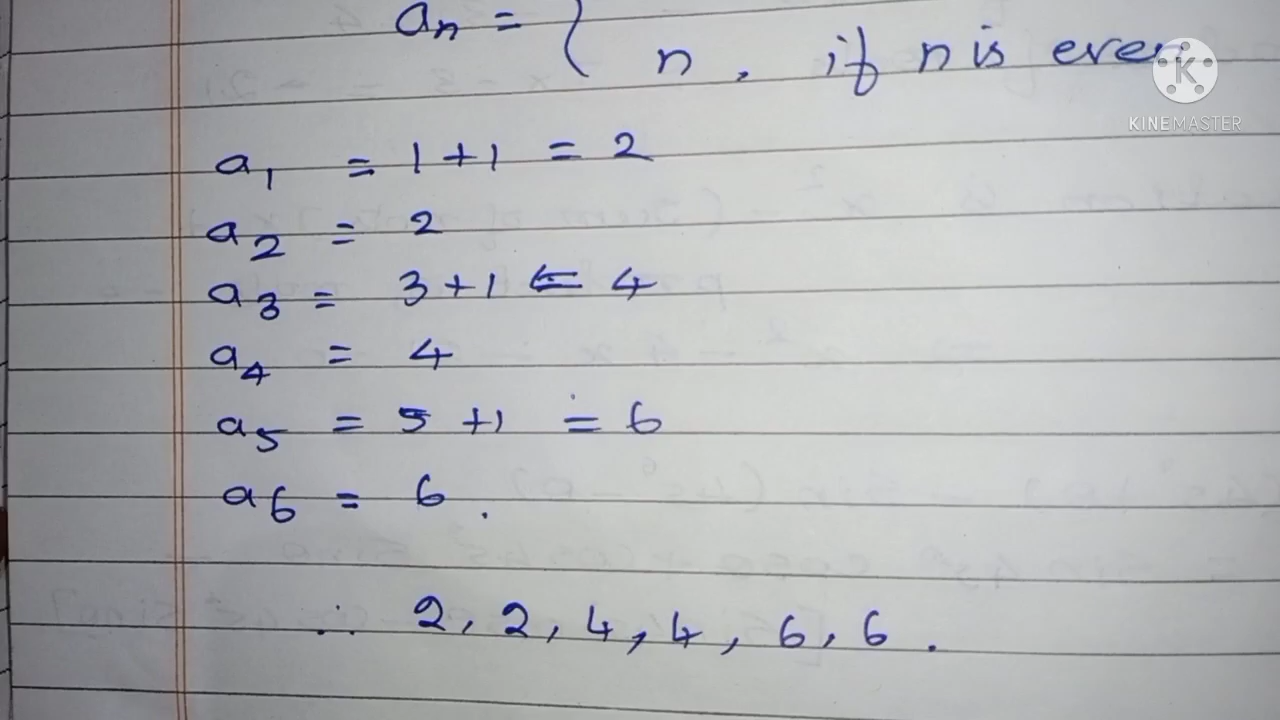 aₙ = {
n, if n is even
KINEMASTER
a₁ = 1+1 = 2
a₂ = 2
a₃ = 3+1 = 4
a₄ = 4
a₅ = 5+1 = 6
a₆ = 6.
∴ 2, 2, 4, 4, 6, 6.